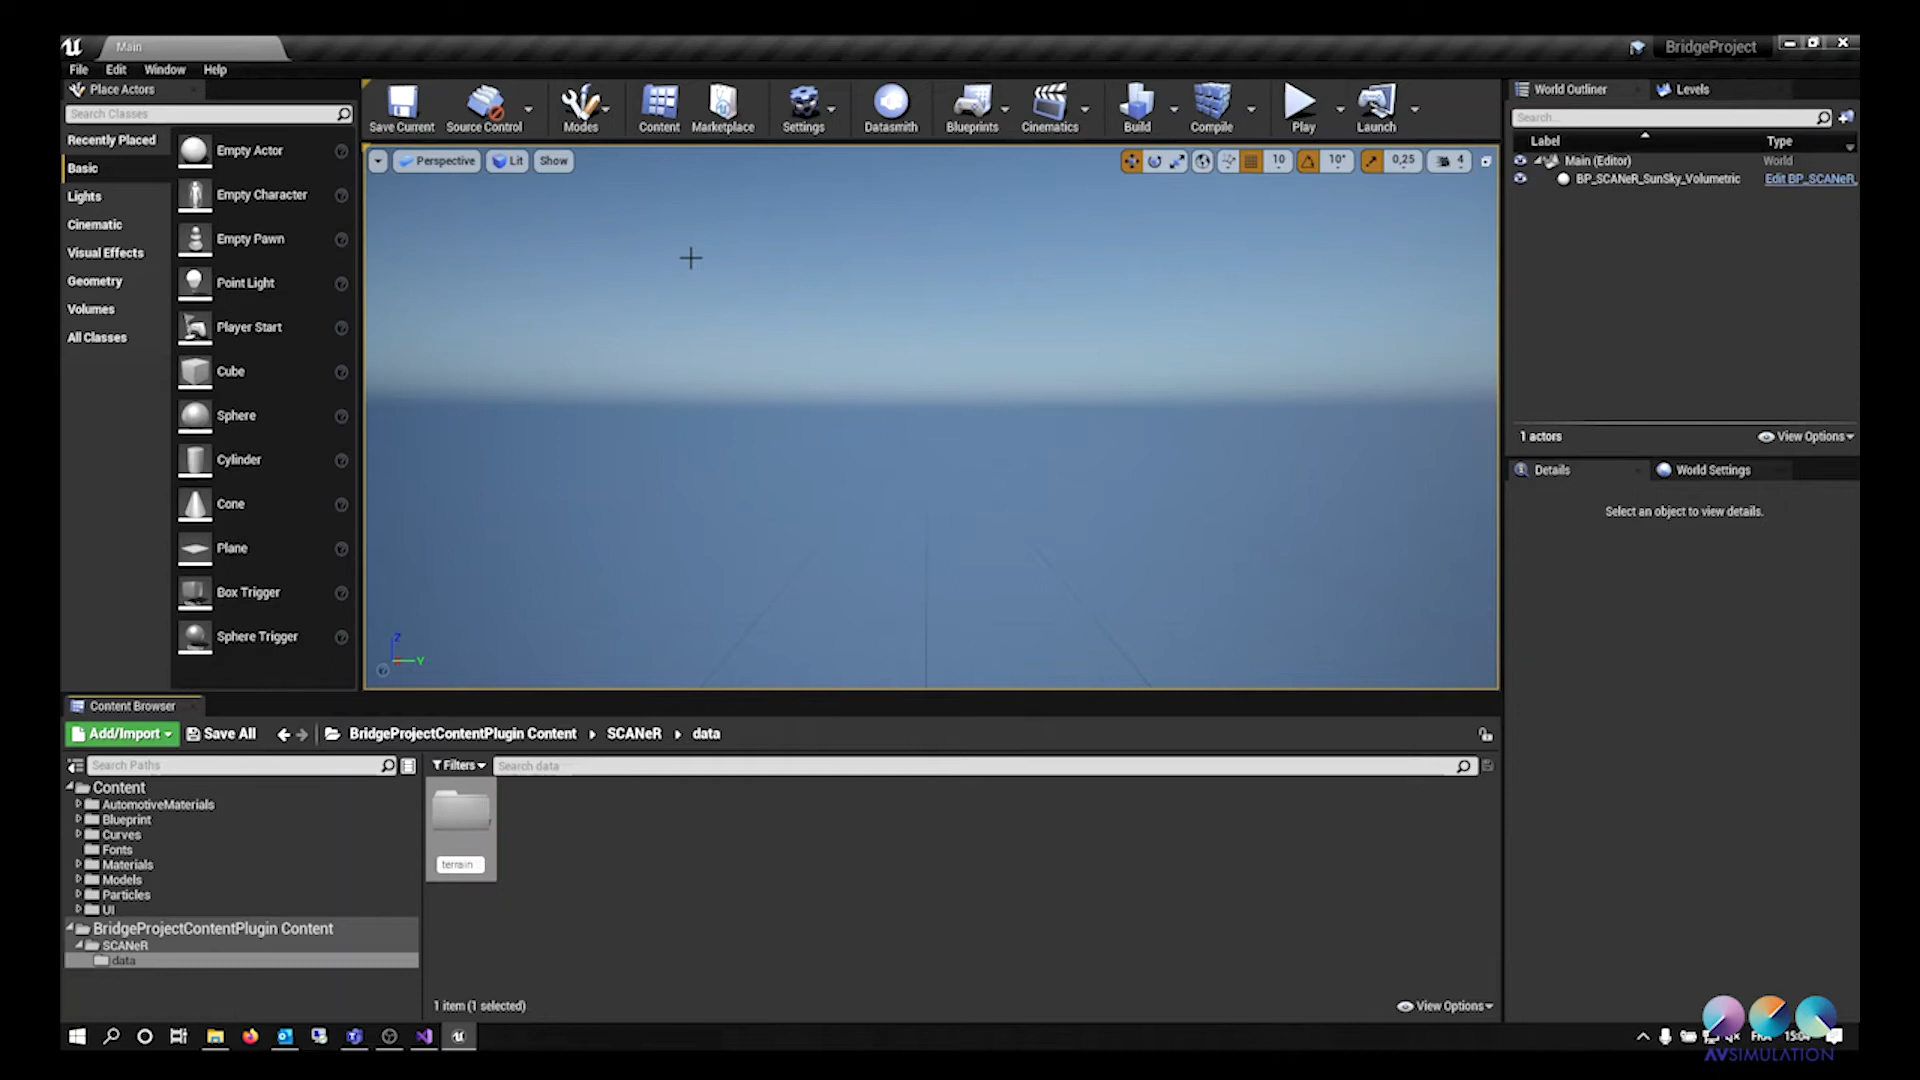 Main
BridgeProject
File Edit Window Help
Place Actors
Search Classes
Recently Placed
Basic
Lights
Cinematic
Visual Effects
Geometry
Volumes
All Classes
Empty Actor
Empty Character
Empty Pawn
Point Light
Player Start
Cube
Sphere
Cylinder
Cone
Plane
Box Trigger
Sphere Trigger
Save Current Source Control Modes Content Marketplace Settings Datasmith Blueprints Cinematics Build Compile Play Launch
Perspective Lit Show
10 10° 0,25 4
Z
Y
World Outliner Levels
Search...
Label Type
Main (Editor) World
BP_SCANeR_SunSky_Volumetric Edit BP_SCANeR_
1 actors View Options
Details World Settings
Select an object to view details.
Content Browser
Add/Import Save All BridgeProjectContentPlugin Content SCANeR data
Search Paths
Content
AutomotiveMaterials
Blueprint
Curves
Fonts
Materials
Models
Particles
UI
BridgeProjectContentPlugin Content
SCANeR
data
Filters Search data
terrain
1 item (1 selected) View Options
FRA
AVSIMULATION